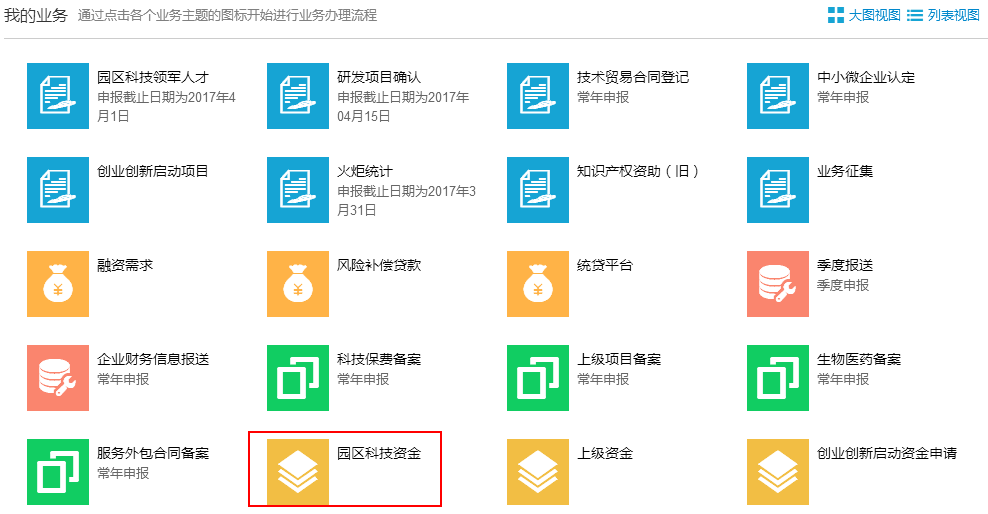 我的业务 通过点击各个业务主题的图标开始进行业务办理流程
大图视图 列表视图
园区科技领军人才
申报截止日期为2017年4
月1日
研发项目确认
申报截止日期为2017年
04月15日
技术贸易合同登记
常年申报
中小微企业认定
常年申报
创业创新启动项目
火炬统计
申报截止日期为2017年3
月31日
知识产权资助（旧）
业务征集
融资需求
风险补偿贷款
统贷平台
季度报送
季度申报
企业财务信息报送
常年申报
科技保费备案
常年申报
上级项目备案
常年申报
生物医药备案
常年申报
服务外包合同备案
常年申报
园区科技资金
上级资金
创业创新启动资金申请